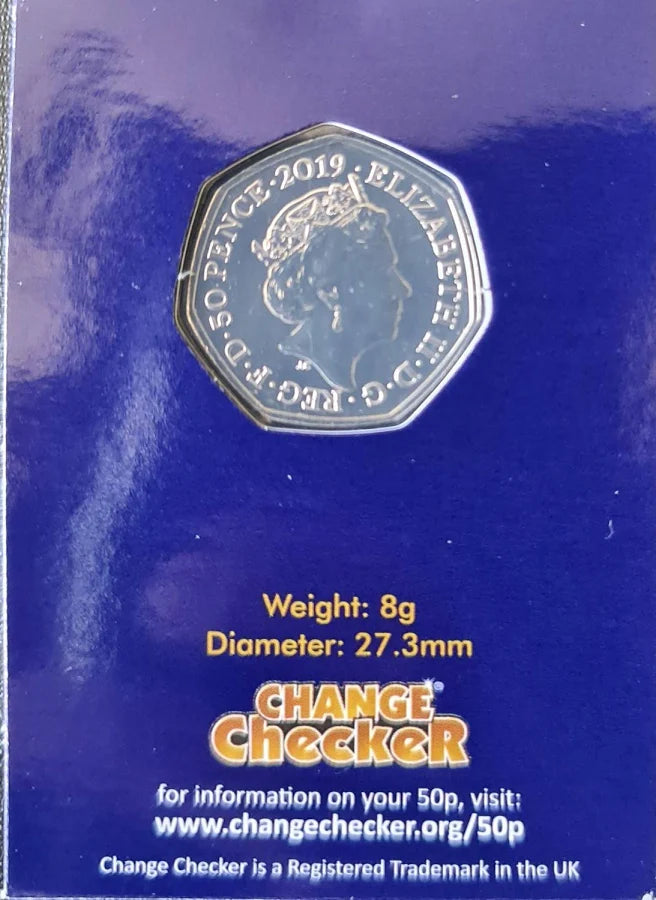 ·2019·ELIZABETH II·D·G·REG·F·D·50 PENCE
Weight: 8g
Diameter: 27.3mm
CHANGE
CHeCKeR
for information on your 50p, visit:
www.changechecker.org/50p
Change Checker is a Registered Trademark in the UK